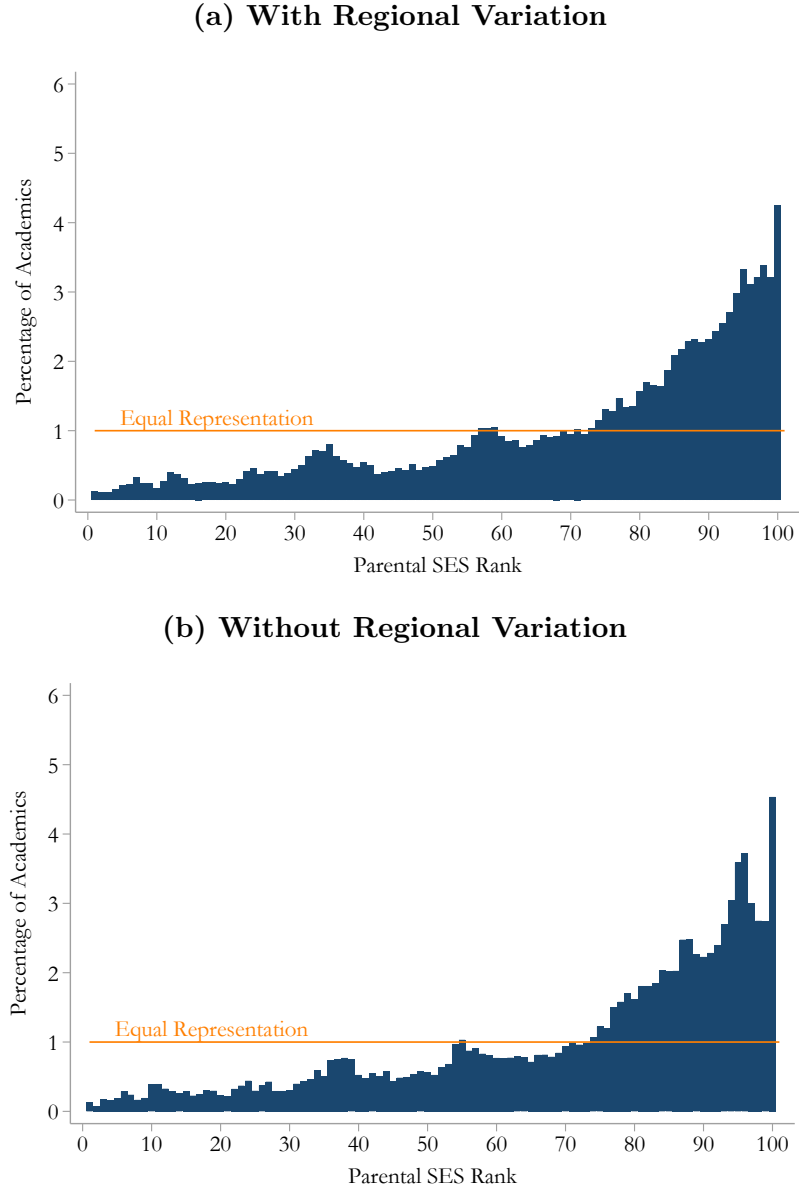 (a) With Regional Variation
6
5
4
3
2
1
0
Percentage of Academics
Equal Representation
0 10 20 30 40 50 60 70 80 90 100
Parental SES Rank
(b) Without Regional Variation
6
5
4
3
2
1
0
Percentage of Academics
Equal Representation
0 10 20 30 40 50 60 70 80 90 100
Parental SES Rank